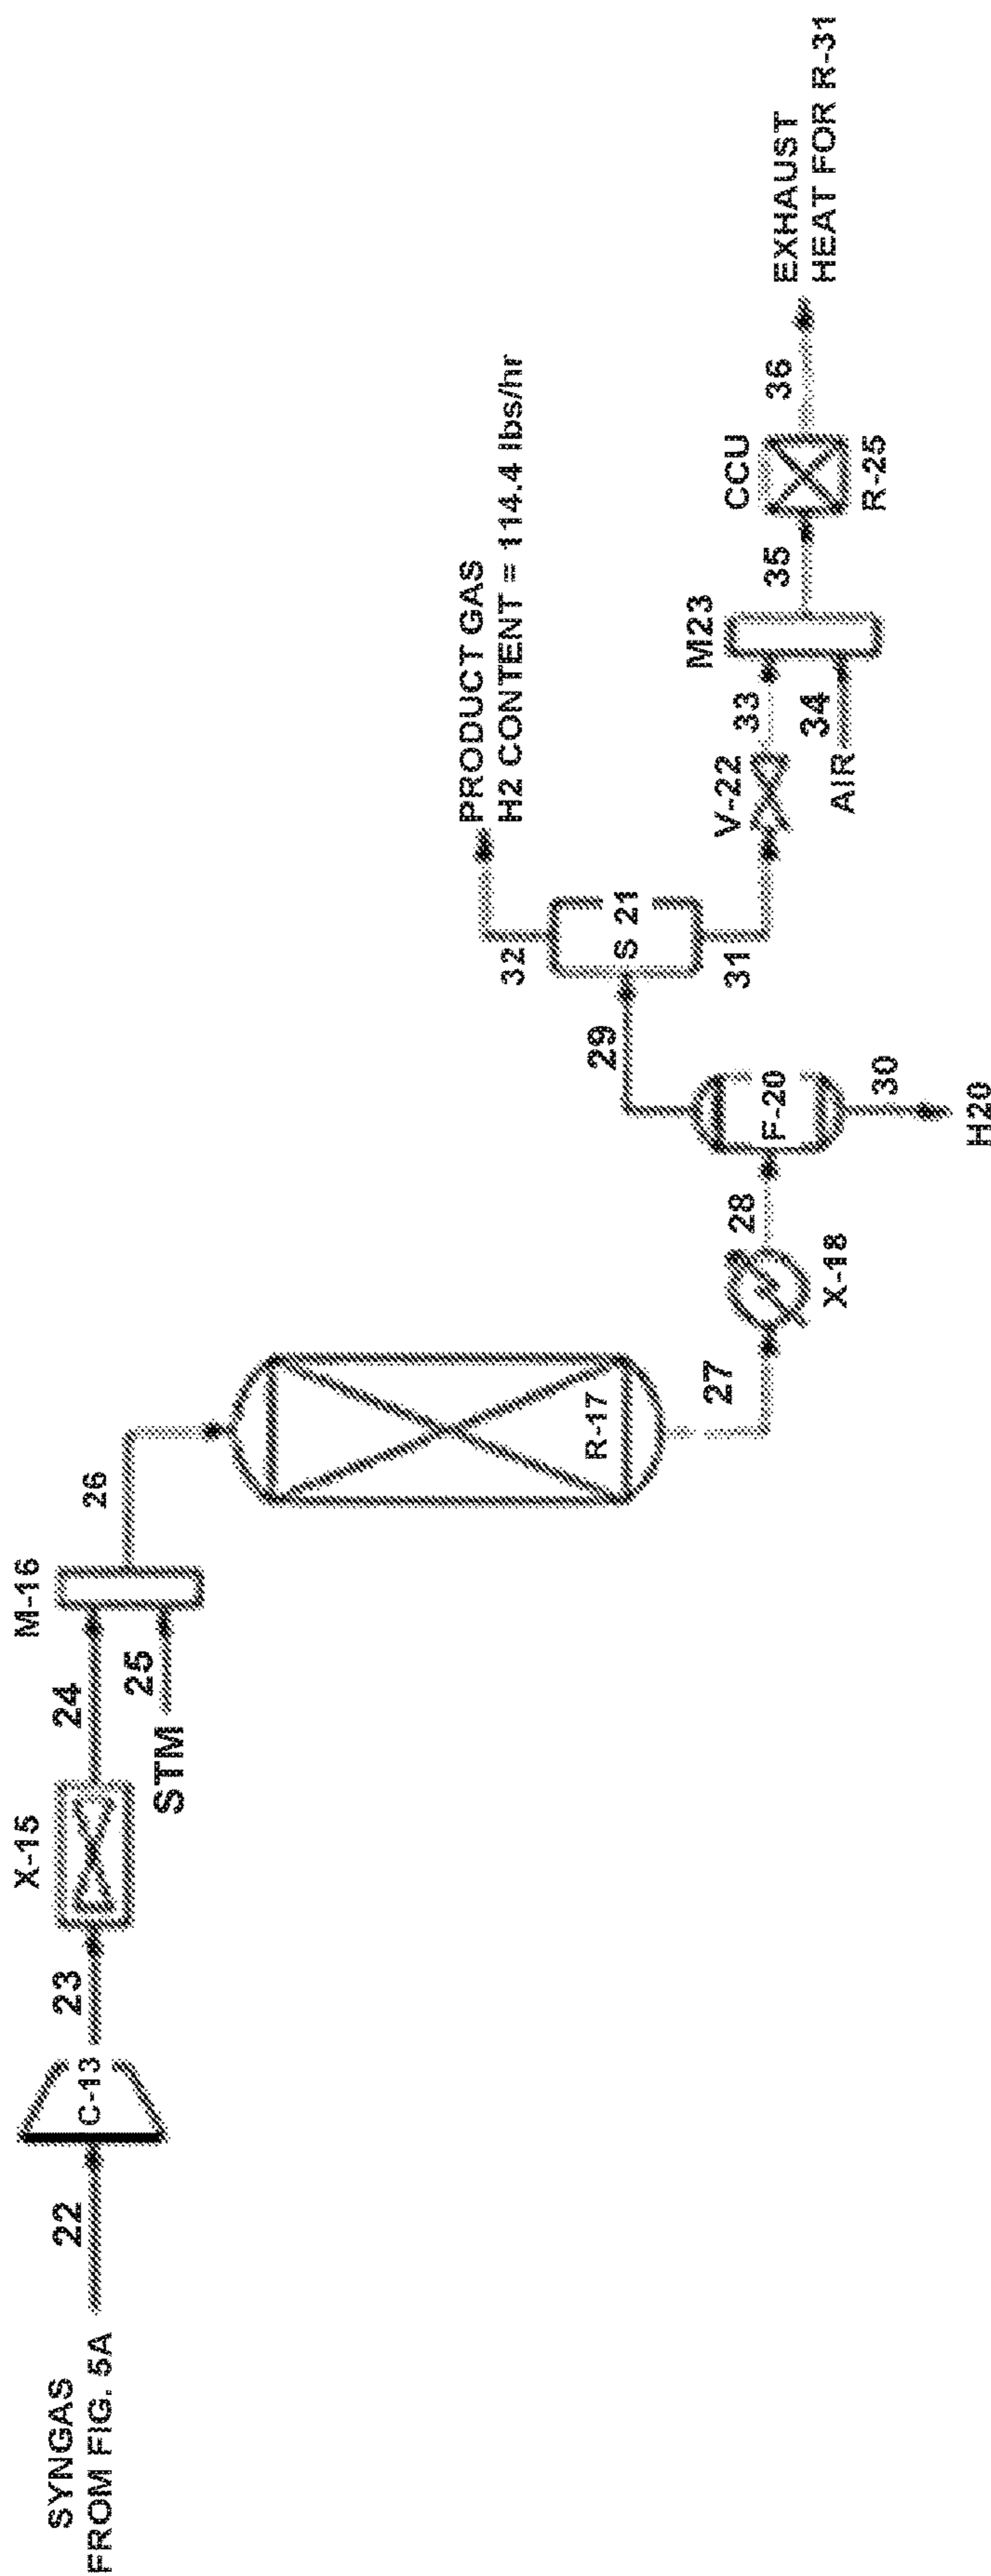 SYNGAS
FROM FIG. 5A
22
C-13
23
X-15
24
STM
25
M-16
26
R-17
27
X-18
28
F-20
30
H20
29
S 21
32
PRODUCT GAS
H2 CONTENT = 114.4 lbs/hr
31
V-22
33
AIR
34
M23
35
CCU
R-25
36
EXHAUST
HEAT FOR R-31